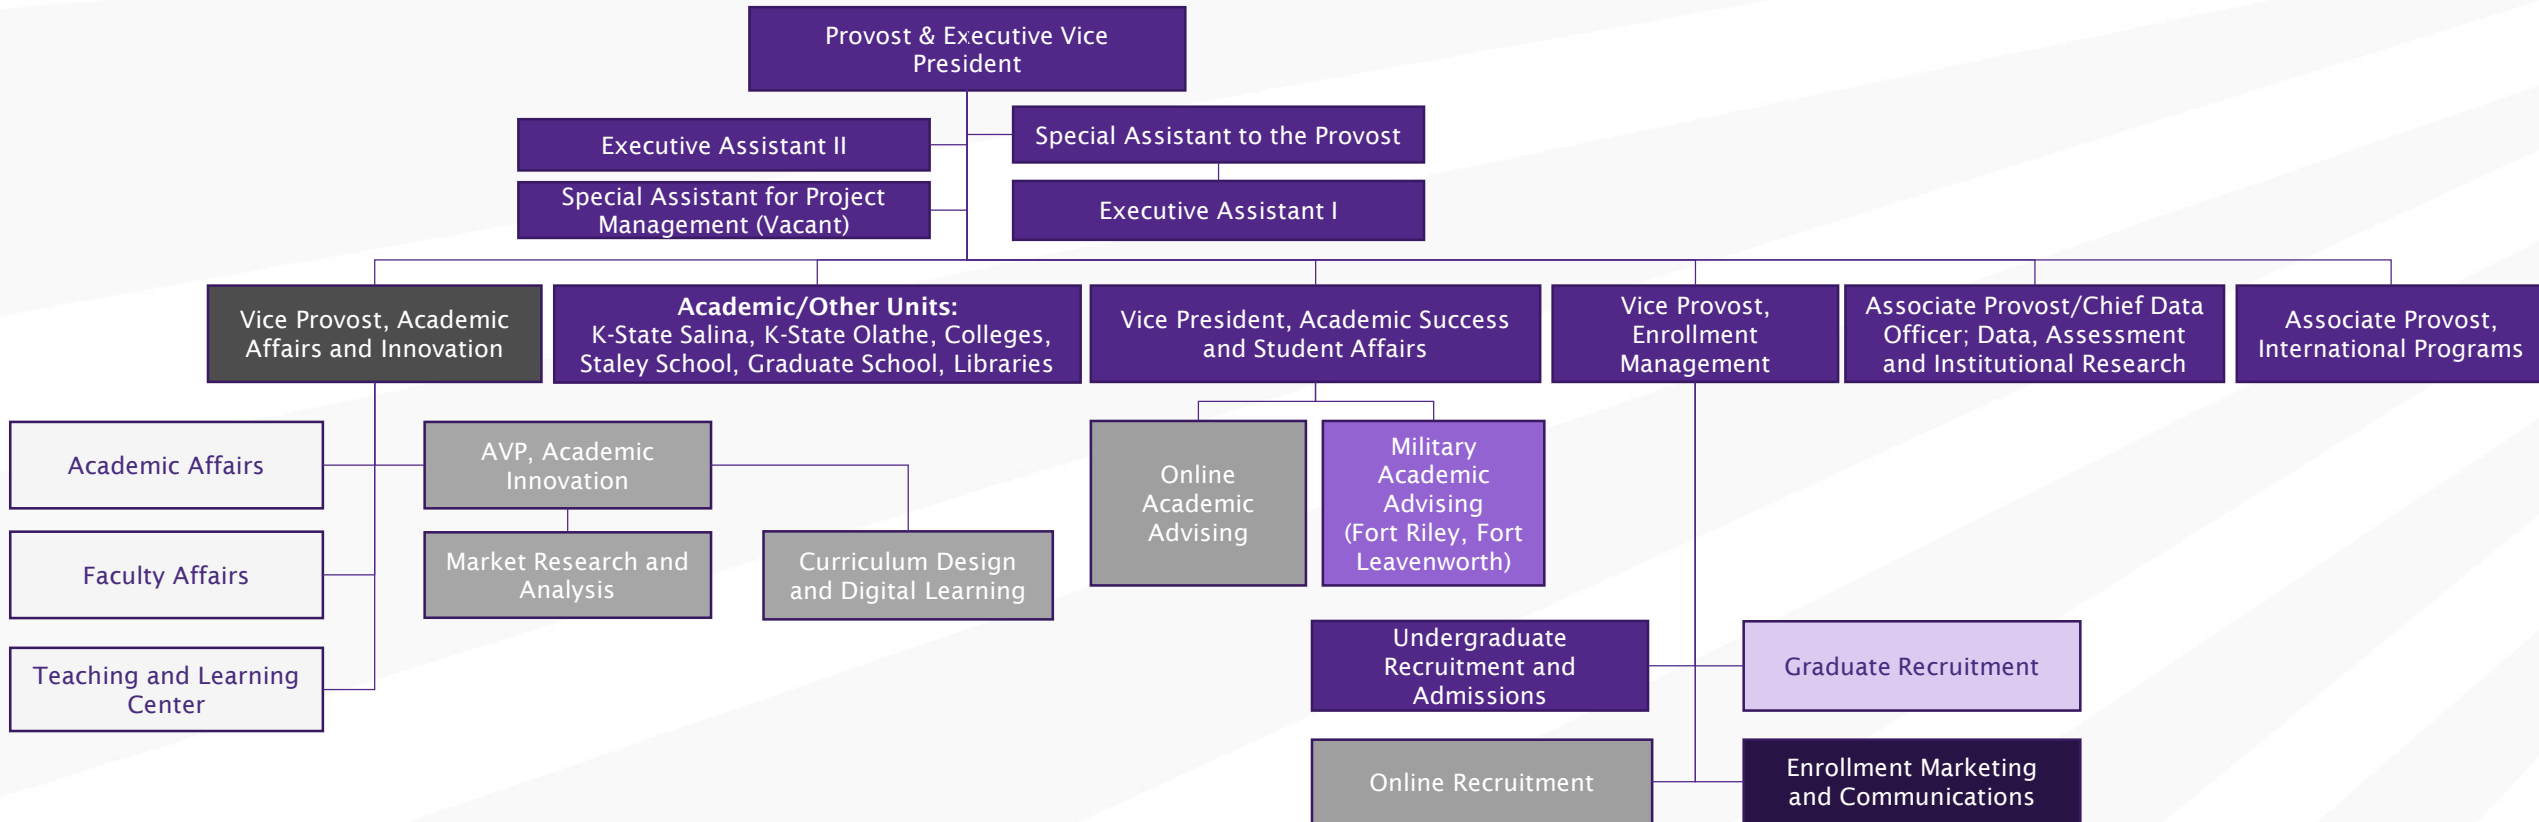 Provost & Executive Vice
President
Executive Assistant II
Special Assistant to the Provost
Special Assistant for Project
Management (Vacant)
Executive Assistant I
Vice Provost, Academic
Affairs and Innovation
Academic/Other Units:
K-State Salina, K-State Olathe, Colleges,
Staley School, Graduate School, Libraries
Vice President, Academic Success
and Student Affairs
Vice Provost,
Enrollment
Management
Associate Provost/Chief Data
Officer; Data, Assessment
and Institutional Research
Associate Provost,
International Programs
Academic Affairs
AVP, Academic
Innovation
Online
Academic
Advising
Military
Academic
Advising
(Fort Riley, Fort
Leavenworth)
Faculty Affairs
Market Research and
Analysis
Curriculum Design
and Digital Learning
Teaching and Learning
Center
Undergraduate
Recruitment and
Admissions
Graduate Recruitment
Online Recruitment
Enrollment Marketing
and Communications